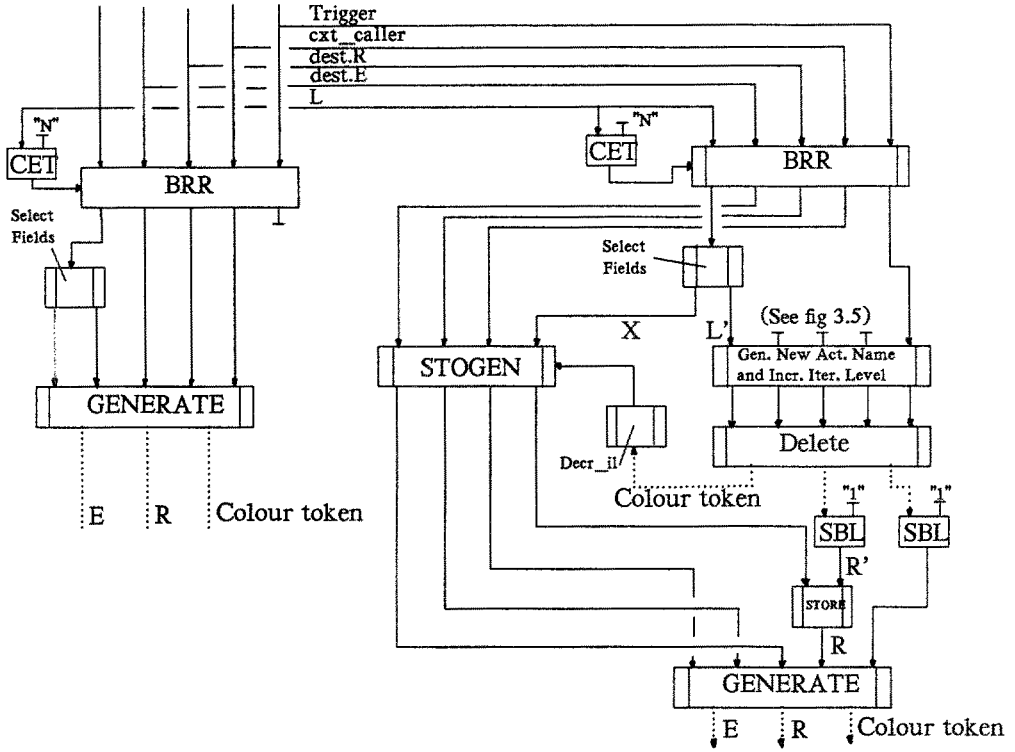 Trigger
cxt_caller
dest.R
dest.E
L
"N"
CET
BRR
"N"
CET
BRR
Select
Fields
Select
Fields
X
L'
(See fig 3.5)
STOGEN
Gen. New Act. Name
and Incr. Iter. Level
GENERATE
Delete
Decr_il
Colour token
E
R
Colour token
"1"
"1"
SBL
SBL
R'
STORE
R
GENERATE
E
R
Colour token